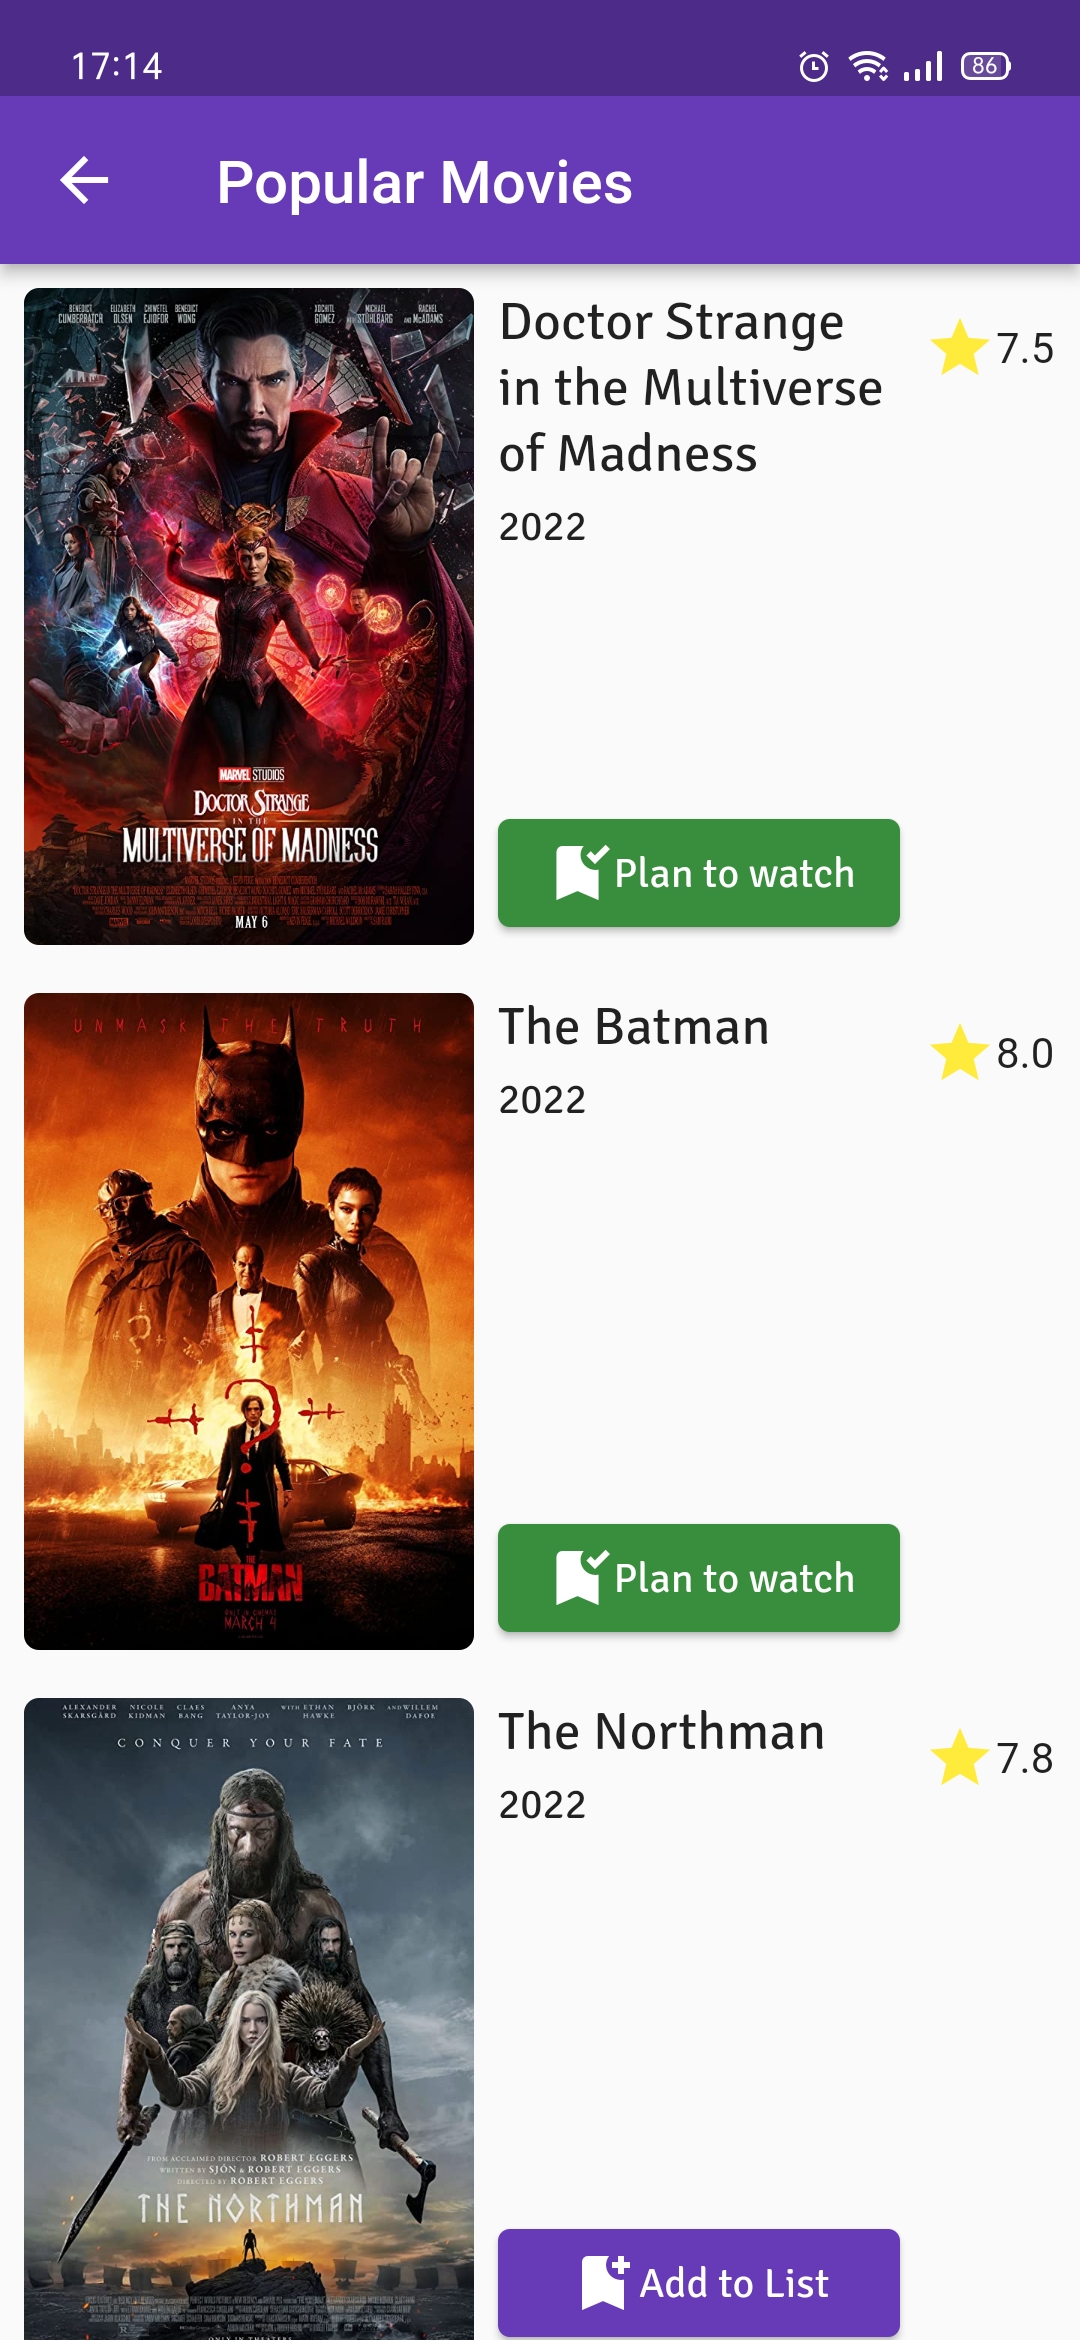 17:14
86
Popular Movies
BENEDICT CUMBERBATCH ELIZABETH OLSEN CHIWETEL EJIOFOR BENEDICT WONG XOCHITL GOMEZ MICHAEL STUHLBARG AND RACHEL McADAMS
MARVEL STUDIOS
DOCTOR STRANGE
IN THE
MULTIVERSE OF MADNESS
MAY 6
Doctor Strange
in the Multiverse
of Madness
7.5
2022
Plan to watch
UNMASK THE TRUTH
THE
BATMAN
ONLY IN CINEMAS
MARCH 4
The Batman
8.0
2022
Plan to watch
ALEXANDER SKARSGÅRD NICOLE KIDMAN CLAES BANG ANYA TAYLOR-JOY WITH ETHAN HAWKE BJÖRK AND WILLEM DAFOE
CONQUER YOUR FATE
FROM ACCLAIMED DIRECTOR ROBERT EGGERS
WRITTEN BY SJÓN & ROBERT EGGERS
DIRECTED BY ROBERT EGGERS
THE NORTHMAN
ONLY IN THEATERS
The Northman
7.8
2022
Add to List